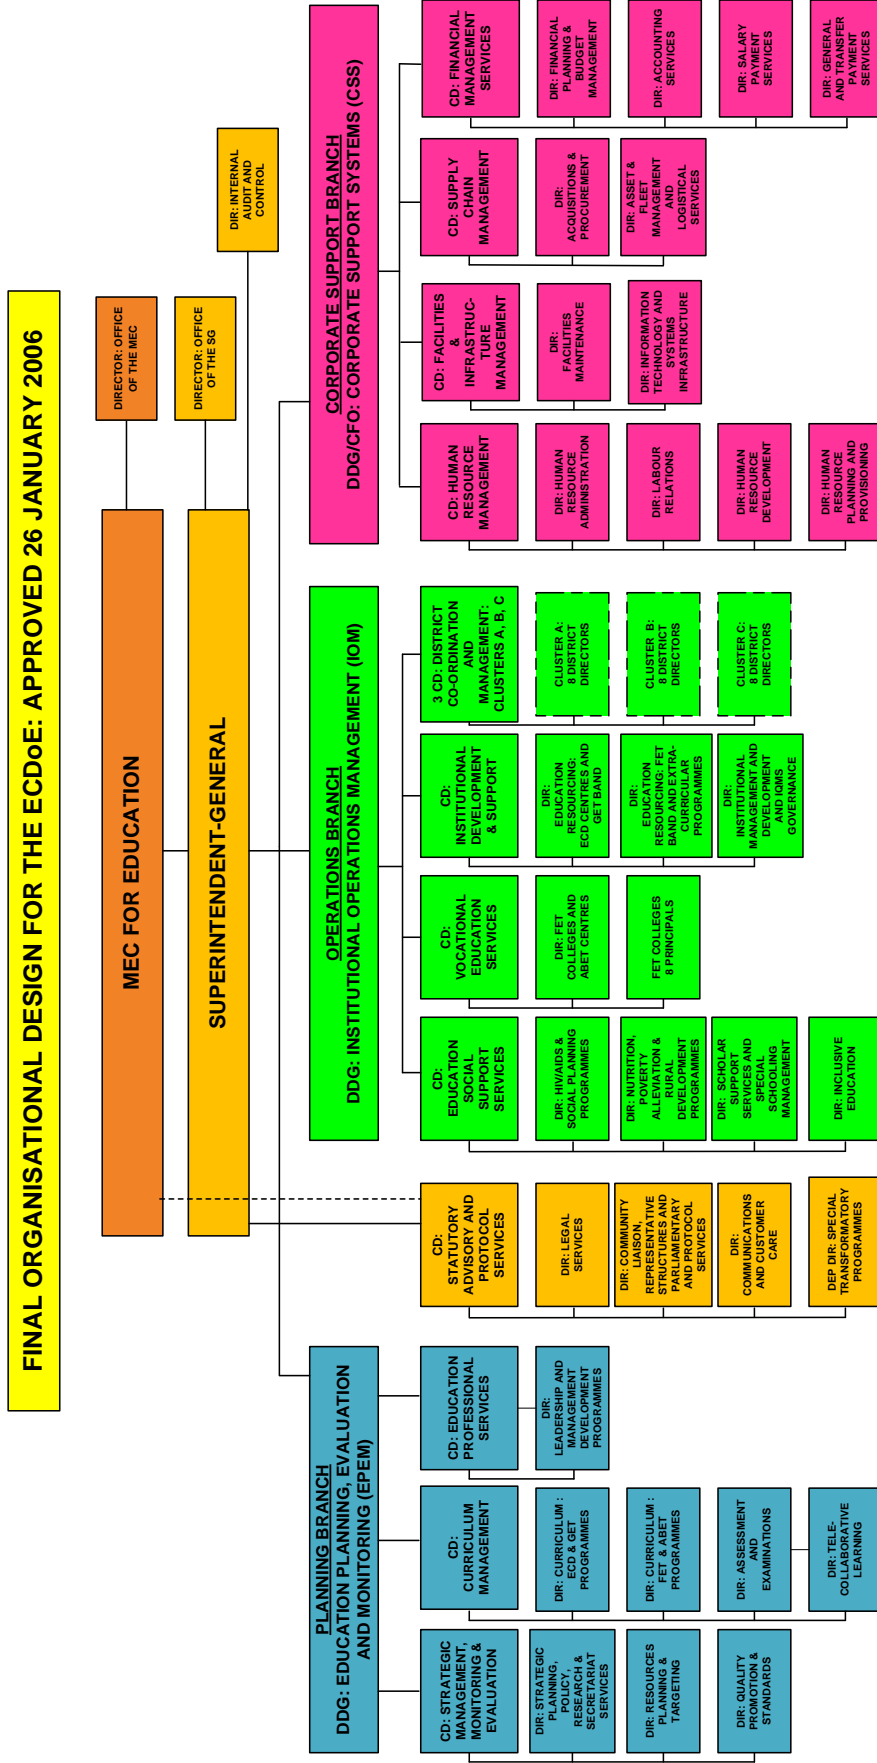 FINAL ORGANISATIONAL DESIGN FOR THE ECDoE: APPROVED 26 JANUARY 2006
MEC FOR EDUCATION
DIRECTOR: OFFICE
OF THE MEC
SUPERINTENDENT-GENERAL
DIRECTOR: OFFICE
OF THE SG
DIR: INTERNAL
AUDIT AND
CONTROL
PLANNING BRANCH
DDG: EDUCATION PLANNING, EVALUATION
AND MONITORING (EPEM)
CD: STRATEGIC
MANAGEMENT,
MONITORING &
EVALUATION
DIR: STRATEGIC
PLANNING,
POLICY,
RESEARCH &
SECRETARIAT
SERVICES
DIR: RESOURCES
PLANNING &
TARGETING
DIR: QUALITY
PROMOTION &
STANDARDS
CD:
CURRICULUM
MANAGEMENT
DIR: CURRICULUM :
ECD & GET
PROGRAMMES
DIR: CURRICULUM :
FET & ABET
PROGRAMMES
DIR: ASSESSMENT
AND
EXAMINATIONS
DIR: TELE-
COLLABORATIVE
LEARNING
CD: EDUCATION
PROFESSIONAL
SERVICES
DIR:
LEADERSHIP AND
MANAGEMENT
DEVELOPMENT
PROGRAMMES
CD:
STATUTORY
ADVISORY AND
PROTOCOL
SERVICES
DIR: LEGAL
SERVICES
DIR: COMMUNITY
LIAISON,
REPRESENTATIVE
STRUCTURES AND
PARLIAMENTARY
AND PROTOCOL
SERVICES
DIR:
COMMUNICATIONS
AND CUSTOMER
CARE
DEP DIR: SPECIAL
TRANSFORMATORY
PROGRAMMES
OPERATIONS BRANCH
DDG: INSTITUTIONAL OPERATIONS MANAGEMENT (IOM)
CD:
EDUCATION
SOCIAL
SUPPORT
SERVICES
DIR: HIV/AIDS &
SOCIAL PLANNING
PROGRAMMES
DIR: NUTRITION,
POVERTY
ALLEVIATION &
RURAL
DEVELOPMENT
PROGRAMMES
DIR: SCHOLAR
SUPPORT
SERVICES AND
SPECIAL
SCHOOLING
MANAGEMENT
DIR: INCLUSIVE
EDUCATION
CD:
VOCATIONAL
EDUCATION
SERVICES
DIR: FET
COLLEGES AND
ABET CENTRES
FET COLLEGES
8 PRINCIPALS
CD:
INSTITUTIONAL
DEVELOPMENT
& SUPPORT
DIR:
EDUCATION
RESOURCING:
ECD CENTRES AND
GET BAND
DIR:
EDUCATION
RESOURCING: FET
BAND AND EXTRA-
CURRICULAR
PROGRAMMES
DIR:
INSTITUTIONAL
MANAGEMENT AND
DEVELOPMENT
AND IQMS
GOVERNANCE
3 CD: DISTRICT
CO-ORDINATION
AND
MANAGEMENT:
CLUSTERS A, B, C
CLUSTER A:
8 DISTRICT
DIRECTORS
CLUSTER B:
8 DISTRICT
DIRECTORS
CLUSTER C:
8 DISTRICT
DIRECTORS
CORPORATE SUPPORT BRANCH
DDG/CFO: CORPORATE SUPPORT SYSTEMS (CSS)
CD: HUMAN
RESOURCE
MANAGEMENT
DIR: HUMAN
RESOURCE
ADMINISTRATION
DIR: LABOUR
RELATIONS
DIR: HUMAN
RESOURCE
DEVELOPMENT
DIR: HUMAN
RESOURCE
PLANNING AND
PROVISIONING
CD: FACILITIES
&
INFRASTRUC-
TURE
MANAGEMENT
DIR:
FACILITIES
MAINTENANCE
DIR: INFORMATION
TECHNOLOGY AND
SYSTEMS
INFRASTRUCTURE
CD: SUPPLY
CHAIN
MANAGEMENT
DIR:
ACQUISITIONS &
PROCUREMENT
DIR: ASSET &
FLEET
MANAGEMENT
AND
LOGISTICAL
SERVICES
CD: FINANCIAL
MANAGEMENT
SERVICES
DIR: FINANCIAL
PLANNING &
BUDGET
MANAGEMENT
DIR: ACCOUNTING
SERVICES
DIR: SALARY
PAYMENT
SERVICES
DIR: GENERAL
AND TRANSFER
PAYMENT
SERVICES